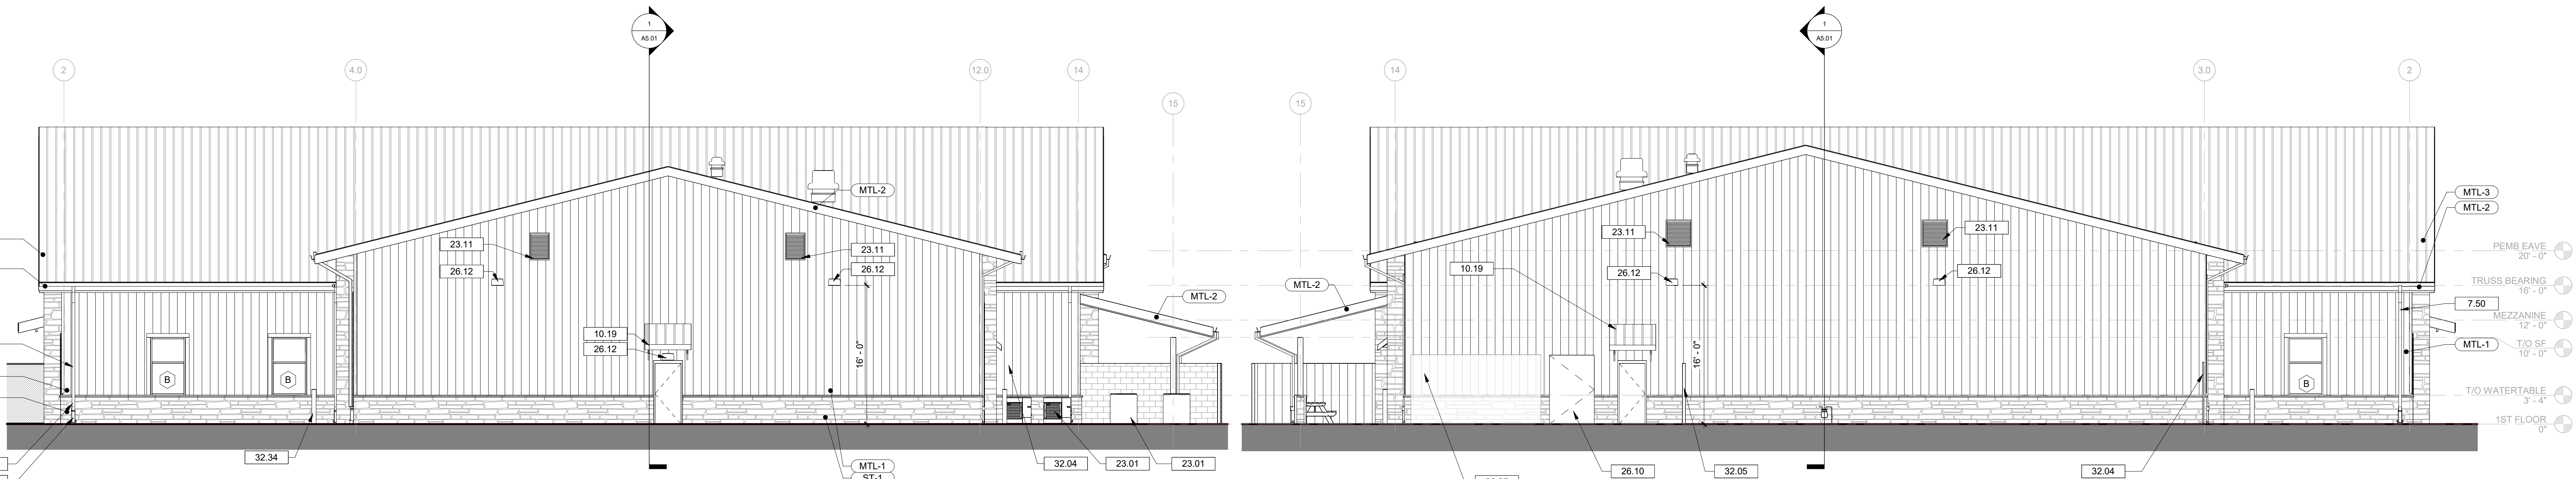 1
A5.01
2
4.0
12.0
14
15
MTL-2
23.11
26.12
23.11
26.12
10.19
26.12
16' - 0"
MTL-2
B
B
32.34
MTL-1
ST-1
32.04
23.01
23.01
1
A5.01
15
14
3.0
2
MTL-3
MTL-2
23.11
23.11
10.19
26.12
26.12
MTL-2
16' - 0"
7.50
MTL-1
B
26.10
32.05
32.04
PEMB EAVE
20' - 0"
TRUSS BEARING
16' - 0"
MEZZANINE
12' - 0"
T/O SF
10' - 0"
T/O WATERTABLE
3' - 4"
1ST FLOOR
0"